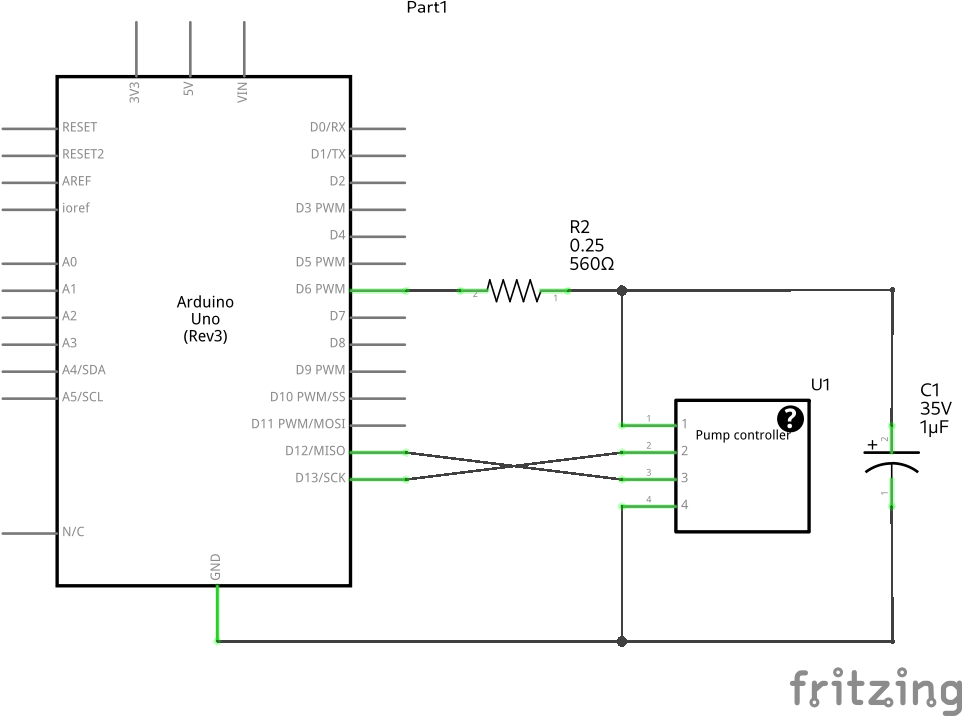 Part1
3V3
5V
VIN
RESET
RESET2
AREF
ioref
A0
A1
A2
A3
A4/SDA
A5/SCL
N/C
Arduino
Uno
(Rev3)
D0/RX
D1/TX
D2
D3 PWM
D4
D5 PWM
D6 PWM
D7
D8
D9 PWM
D10 PWM/SS
D11 PWM/MOSI
D12/MISO
D13/SCK
GND
R2
0.25
560Ω
2
1
U1
?
Pump controller
1
1
2
2
3
3
4
4
C1
35V
1µF
+
2
1
fritzing